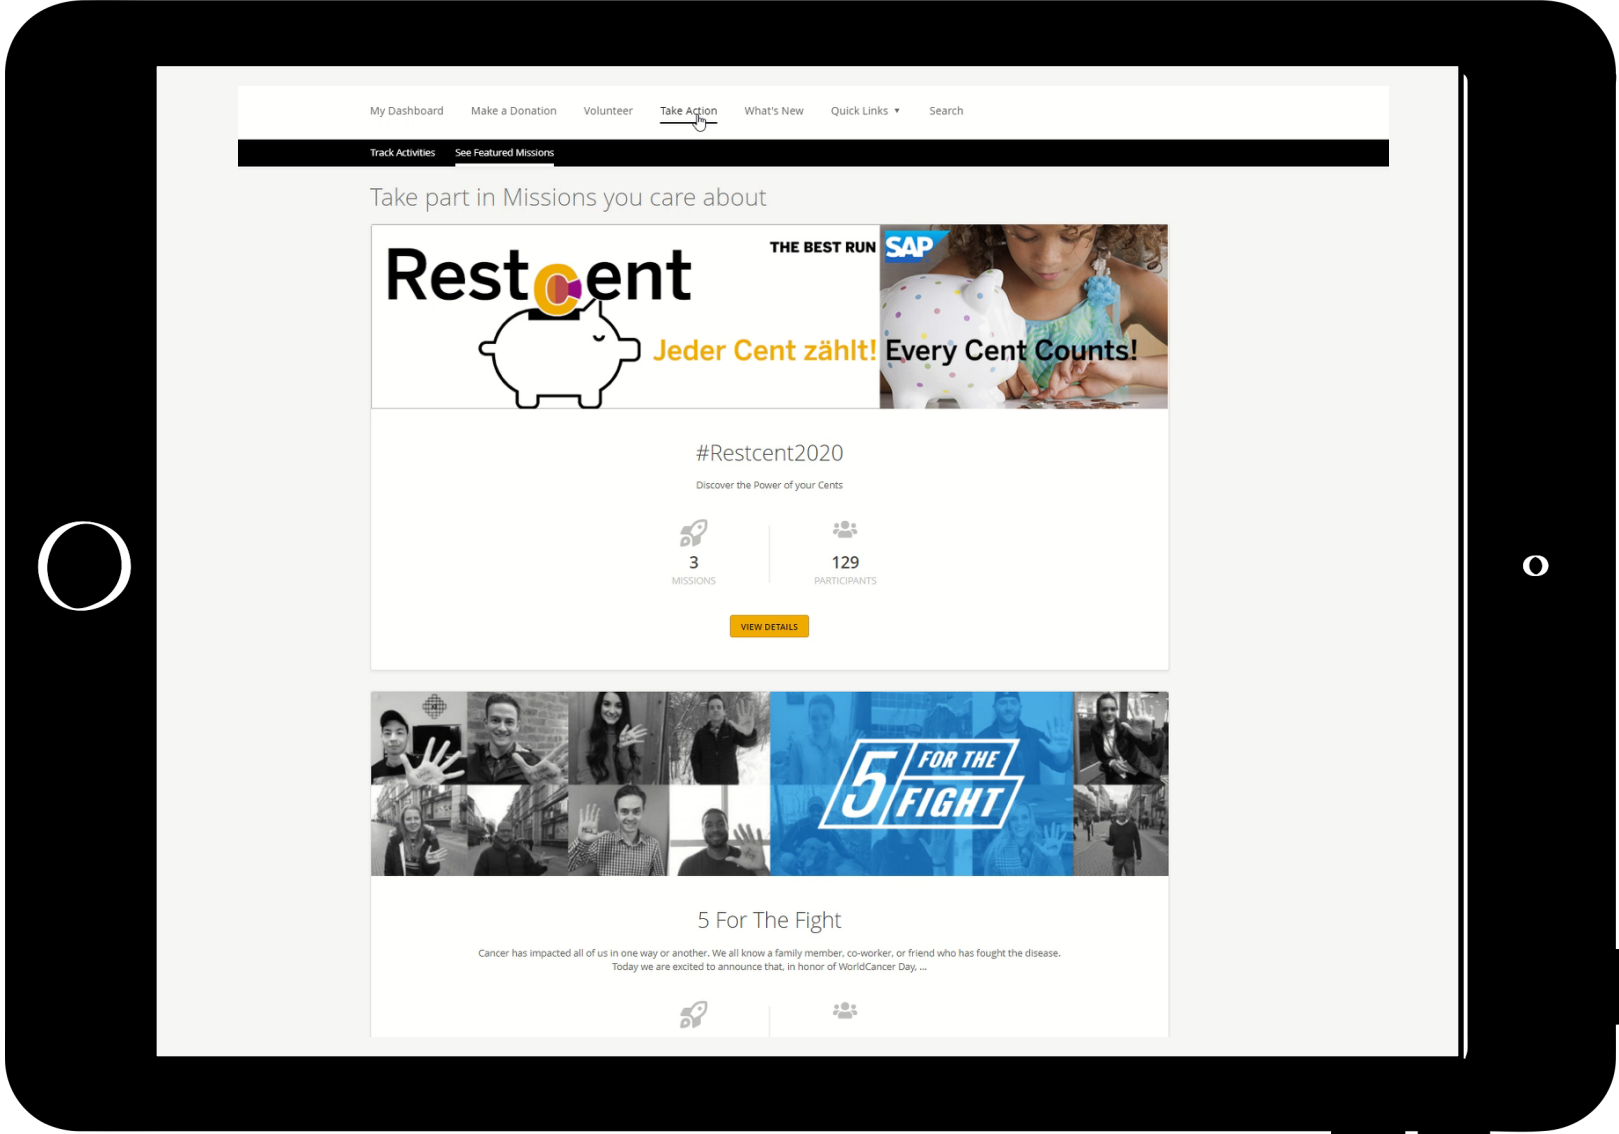 My Dashboard Make a Donation Volunteer Take Action What's New Quick Links Search
Track Activities See Featured Missions
Take part in Missions you care about
Restcent
THE BEST RUN SAP
Jeder Cent zählt! Every Cent Counts!
#Restcent2020
Discover the Power of your Cents
3
MISSIONS
129
PARTICIPANTS
VIEW DETAILS
5 FOR THE FIGHT
5 For The Fight
Cancer has impacted all of us in one way or another. We all know a family member, co-worker, or friend who has fought the disease.
Today we are excited to announce that, in honor of WorldCancer Day, ...